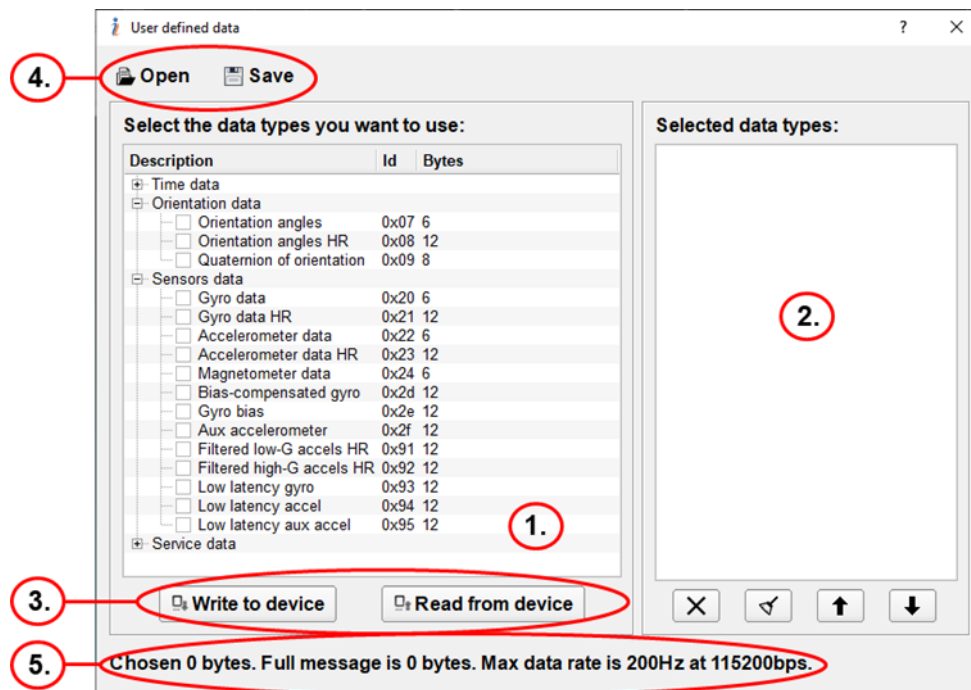 User defined data ?
4. Open Save
Select the data types you want to use:
Description Id Bytes
Time data
Orientation data
Orientation angles 0x07 6
Orientation angles HR 0x08 12
Quaternion of orientation 0x09 8
Sensors data
Gyro data 0x20 6
Gyro data HR 0x21 12
Accelerometer data 0x22 6
Accelerometer data HR 0x23 12
Magnetometer data 0x24 6
Bias-compensated gyro 0x2d 12
Gyro bias 0x2e 12
Aux accelerometer 0x2f 12
Filtered low-G accels HR 0x91 12
Filtered high-G accels HR 0x92 12
Low latency gyro 0x93 12
Low latency accel 0x94 12
Low latency aux accel 0x95 12
Service data
1.
Selected data types:
2.
3. Write to device Read from device
5. Chosen 0 bytes. Full message is 0 bytes. Max data rate is 200Hz at 115200bps.